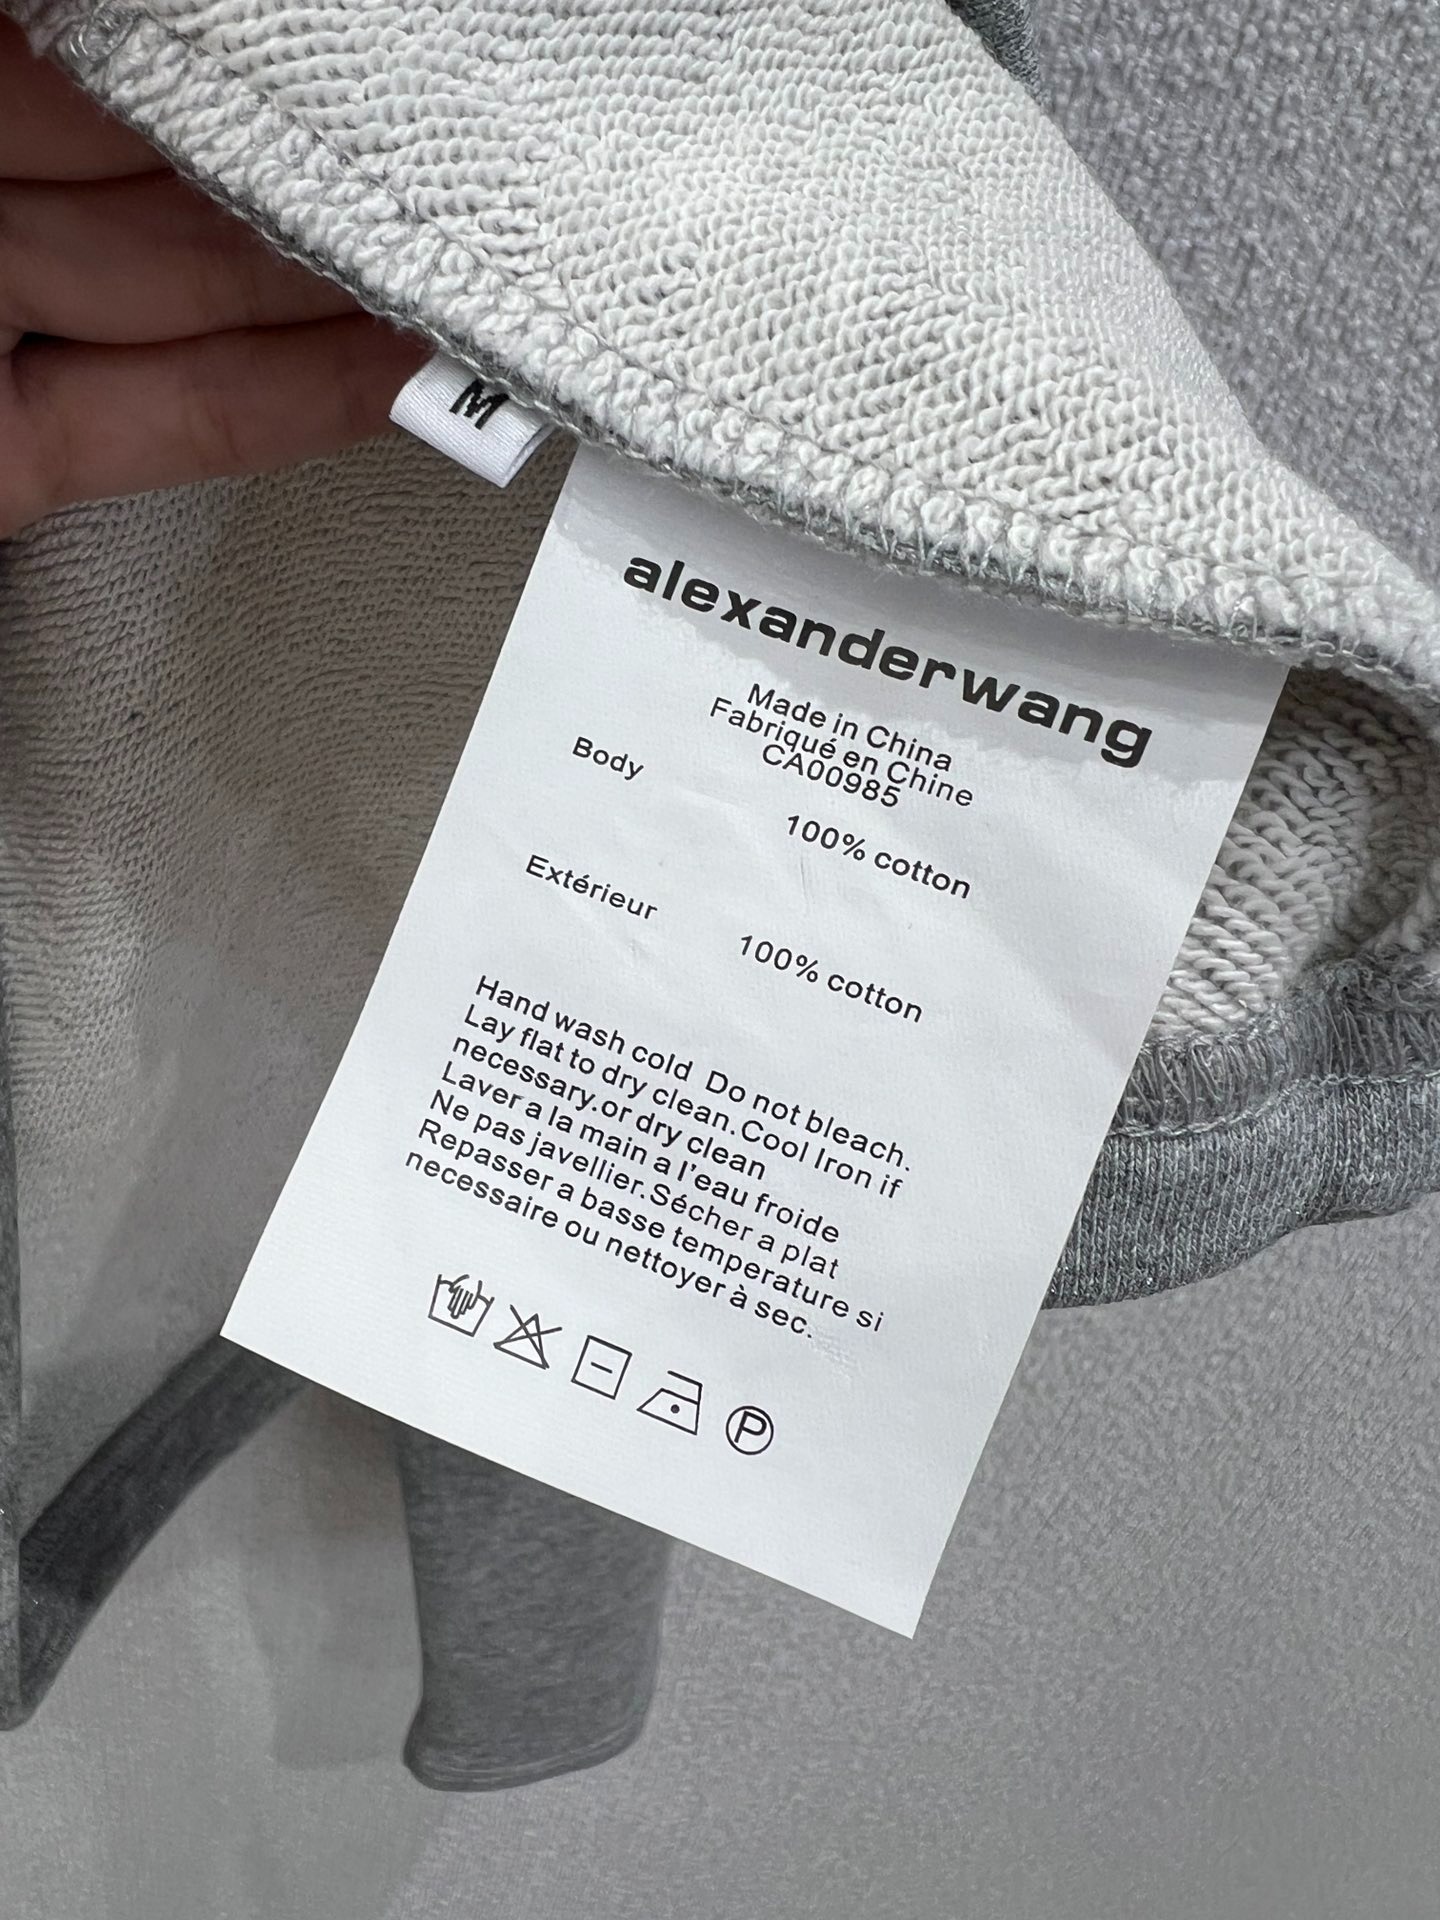 M
alexanderwang
Made in China
Fabriqué en Chine
CA00985
Body
100% cotton
Extérieur
100% cotton
Hand wash cold Do not bleach.
Lay flat to dry clean.Cool Iron if
necessary.or dry clean
Laver a la main a l'eau froide
Ne pas javellier.Sécher a plat
Repasser a basse temperature si
necessaire ou nettoyer à sec.
P